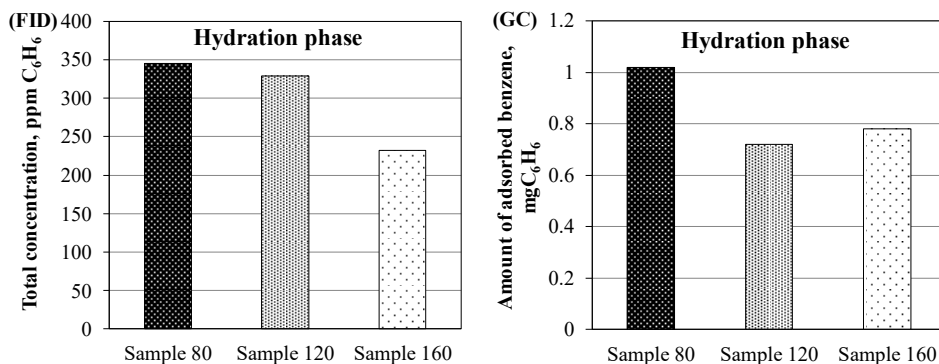 (FID)
Hydration phase
Total concentration, ppm C₆H₆
400
350
300
250
200
150
100
50
0
Sample 80 Sample 120 Sample 160
(GC)
Hydration phase
Amount of adsorbed benzene,
mgC₆H₆
1.2
1
0.8
0.6
0.4
0.2
0
Sample 80 Sample 120 Sample 160